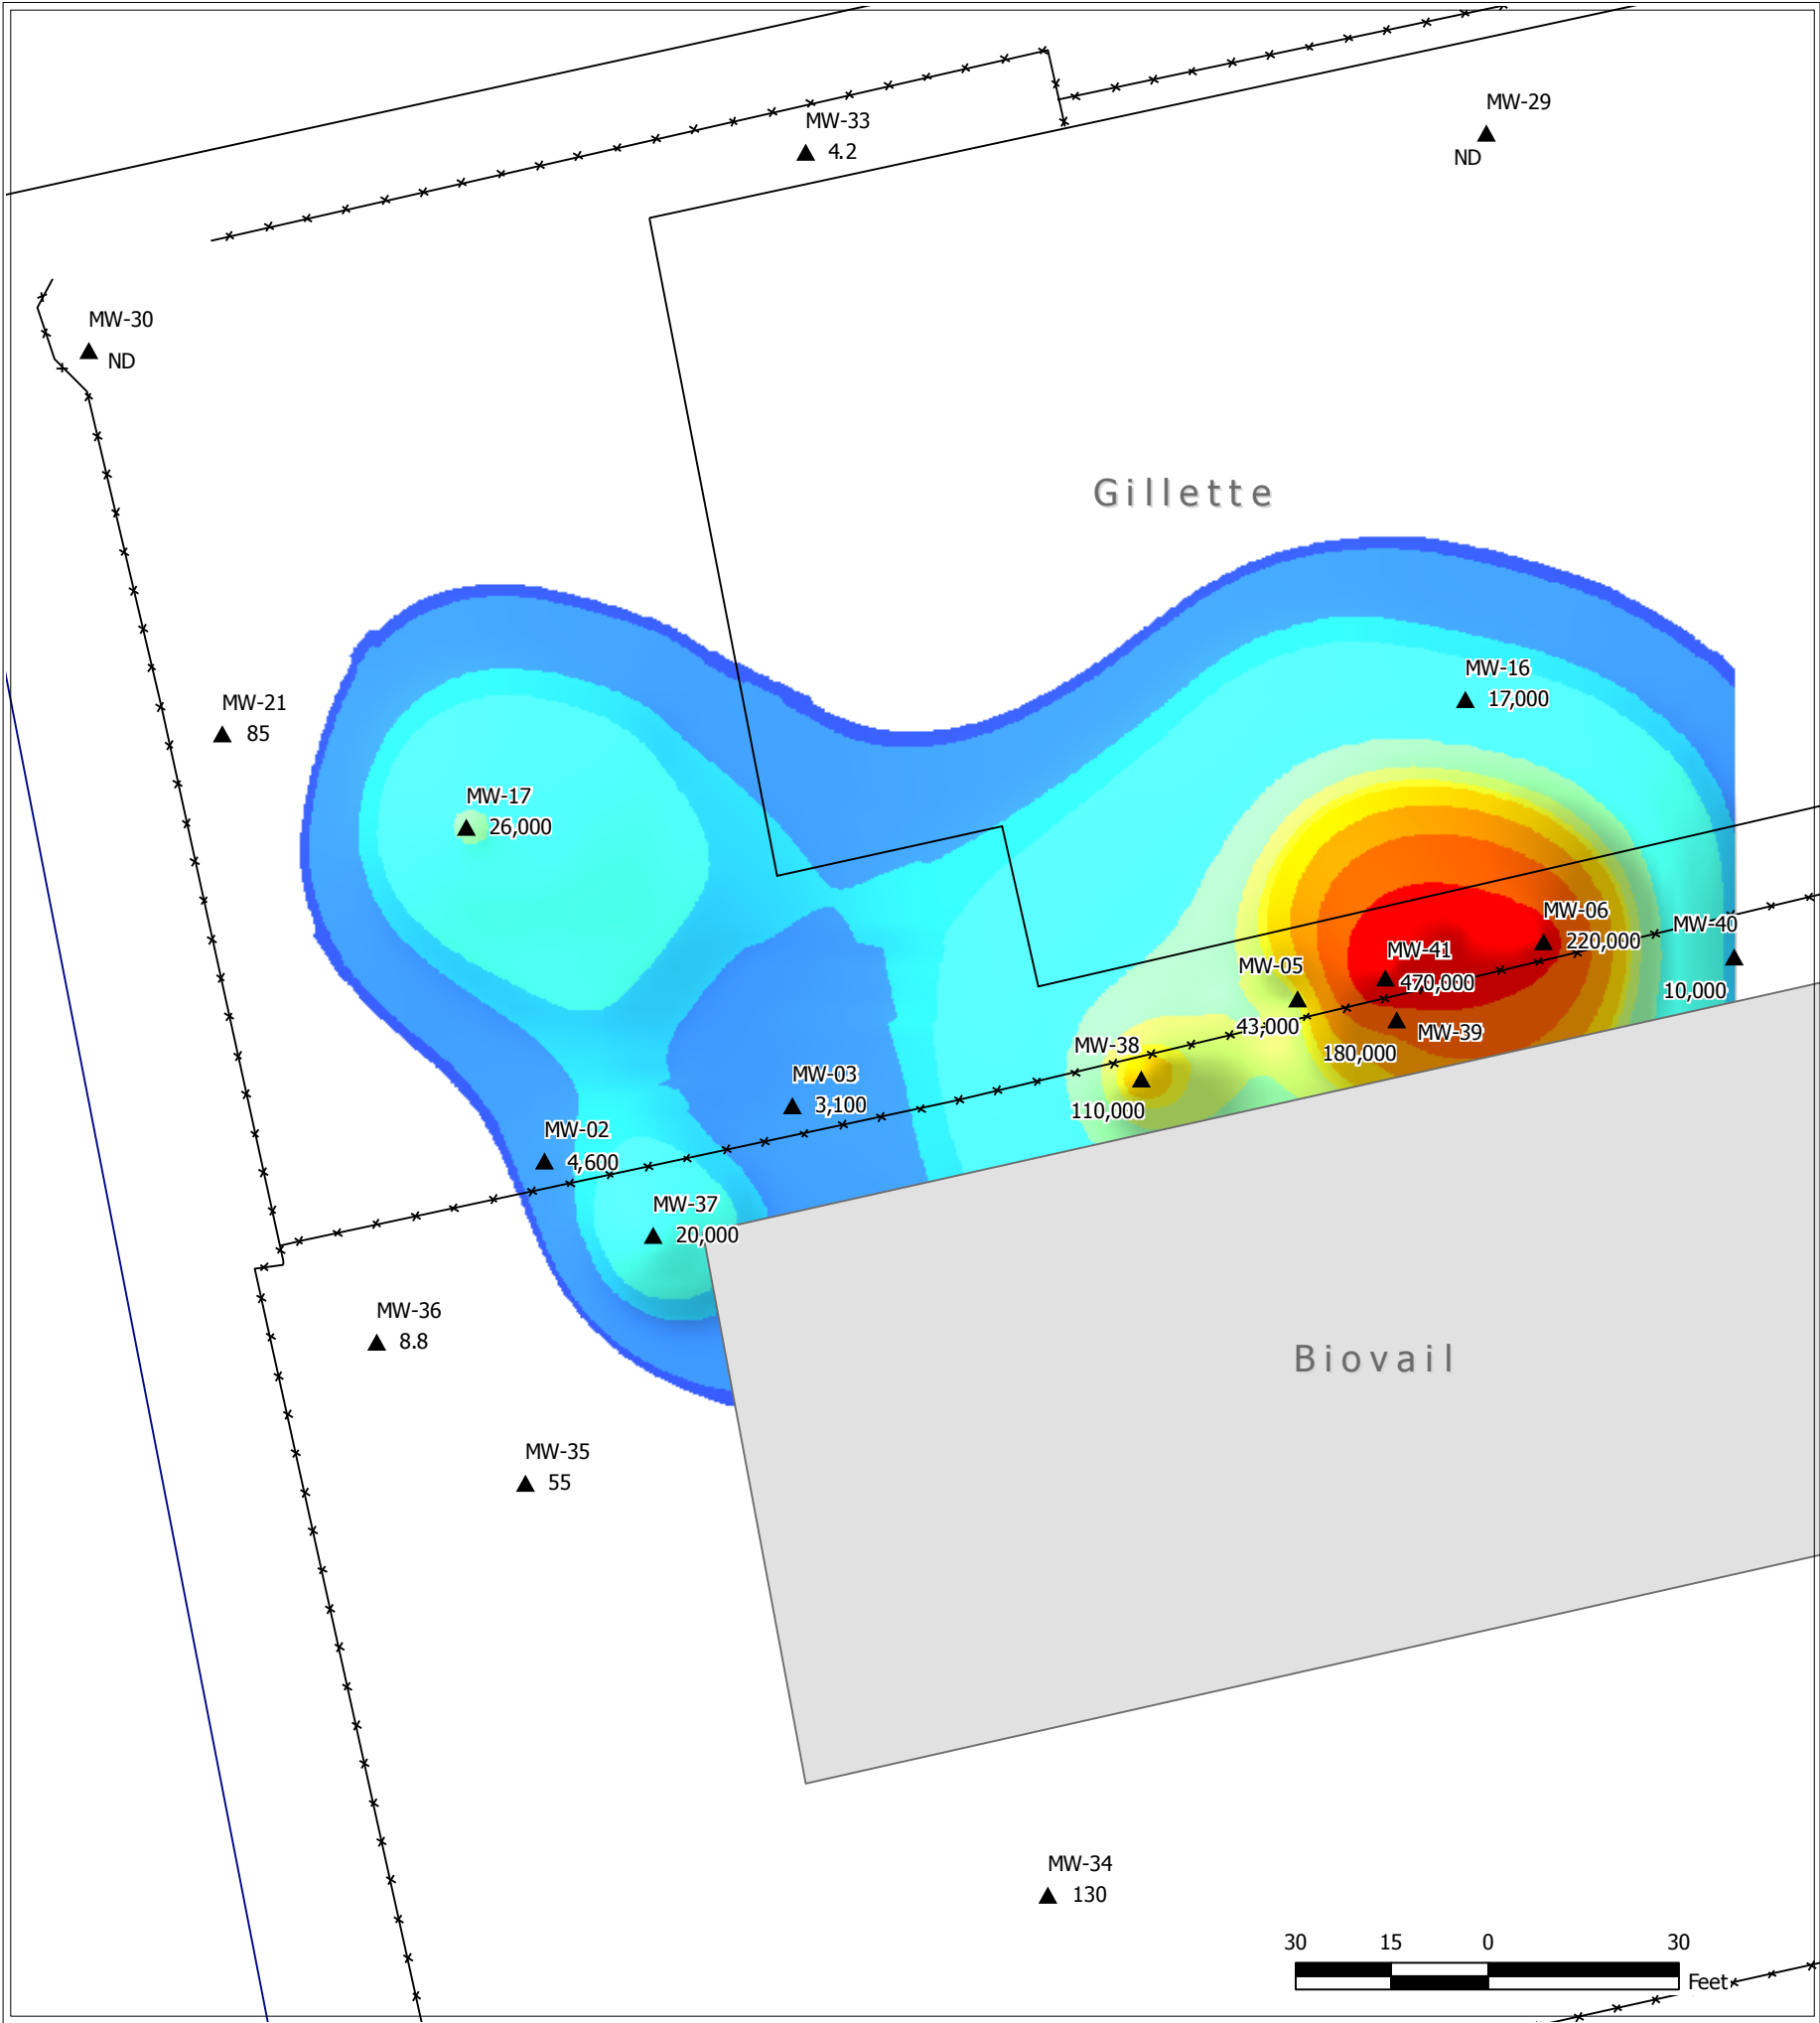 MW-29
ND
MW-33
4.2
MW-30
ND
Gillette
MW-16
17,000
MW-21
85
MW-17
26,000
MW-06
220,000
MW-40
10,000
MW-41
470,000
MW-05
43,000
MW-39
180,000
MW-38
110,000
MW-03
3,100
MW-02
4,600
MW-37
20,000
MW-36
8.8
Biovail
MW-35
55
MW-34
130
30 15 0 30
Feet